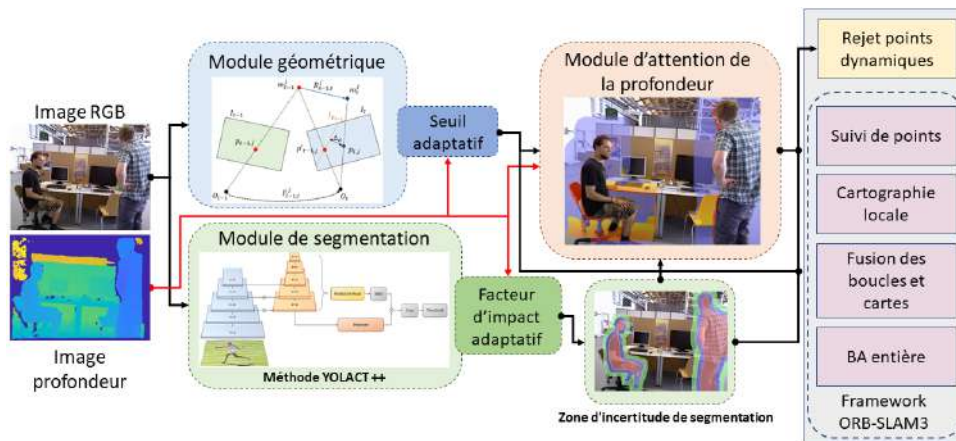 Image RGB
Image
profondeur
Module géométrique
Seuil
adaptatif
Module de segmentation
Méthode YOLACT ++
Facteur
d'impact
adaptatif
Module d'attention de
la profondeur
Zone d'incertitude de segmentation
Rejet points
dynamiques
Suivi de points
Cartographie
locale
Fusion des
boucles et
cartes
BA entière
Framework
ORB-SLAM3